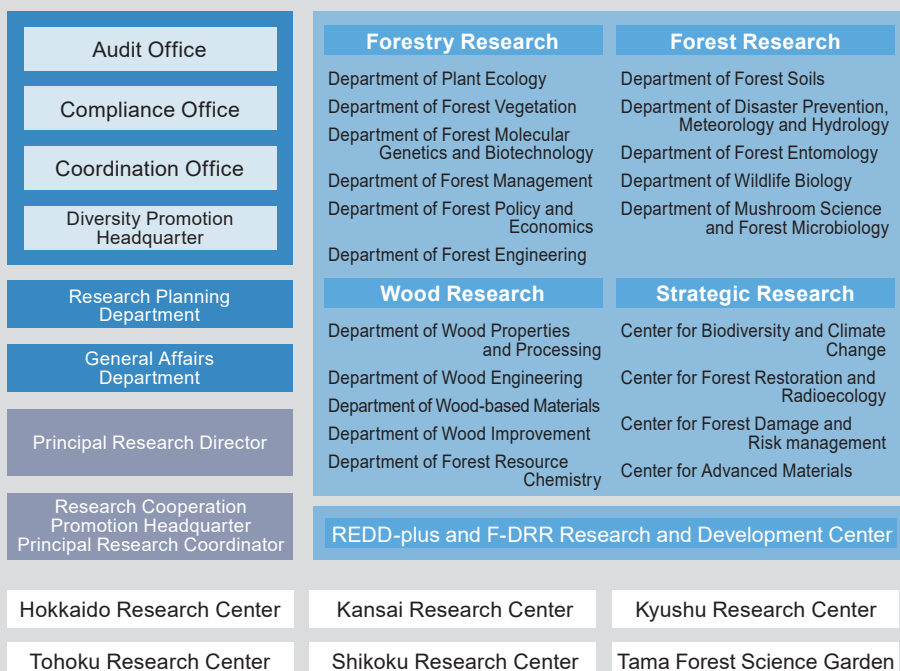 Audit Office
Compliance Office
Coordination Office
Diversity Promotion
Headquarter
Research Planning
Department
General Affairs
Department
Principal Research Director
Research Cooperation
Promotion Headquarter
Principal Research Coordinator
Forestry Research
Department of Plant Ecology
Department of Forest Vegetation
Department of Forest Molecular
Genetics and Biotechnology
Department of Forest Management
Department of Forest Policy and
Economics
Department of Forest Engineering
Forest Research
Department of Forest Soils
Department of Disaster Prevention,
Meteorology and Hydrology
Department of Forest Entomology
Department of Wildlife Biology
Department of Mushroom Science
and Forest Microbiology
Wood Research
Department of Wood Properties
and Processing
Department of Wood Engineering
Department of Wood-based Materials
Department of Wood Improvement
Department of Forest Resource
Chemistry
Strategic Research
Center for Biodiversity and Climate
Change
Center for Forest Restoration and
Radioecology
Center for Forest Damage and
Risk management
Center for Advanced Materials
REDD-plus and F-DRR Research and Development Center
Hokkaido Research Center
Kansai Research Center
Kyushu Research Center
Tohoku Research Center
Shikoku Research Center
Tama Forest Science Garden